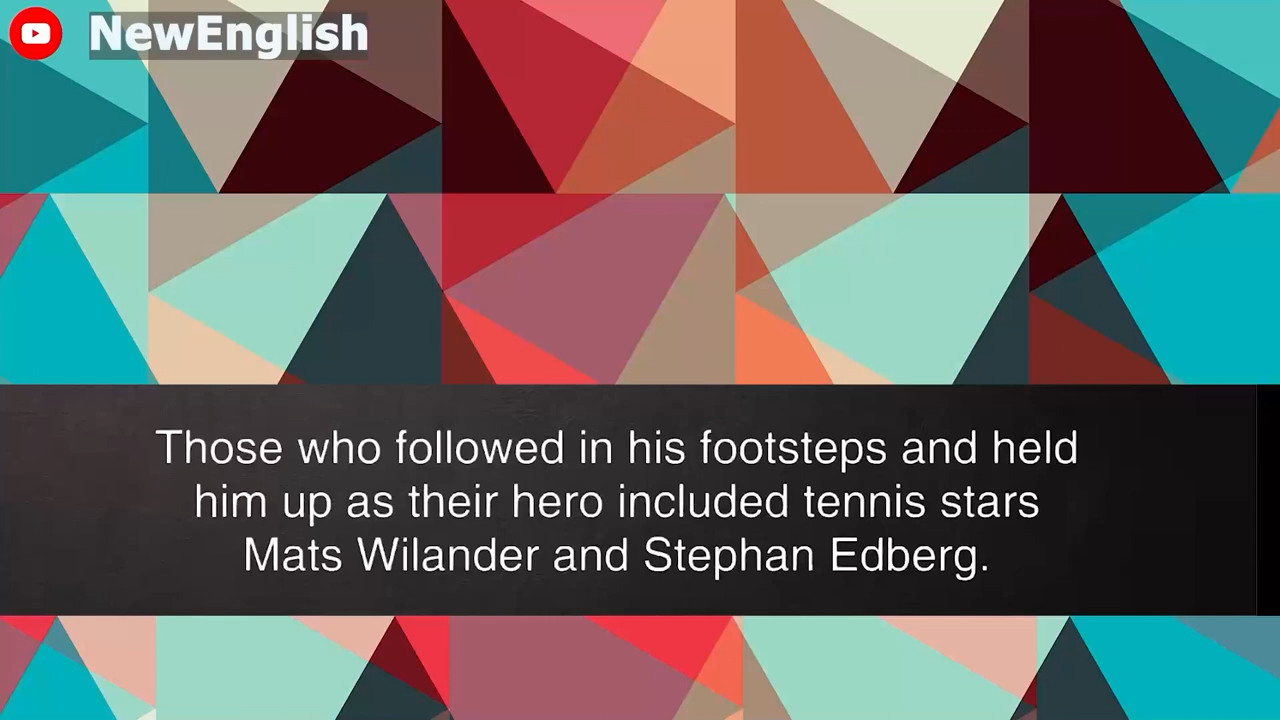 NewEnglish
Those who followed in his footsteps and held
him up as their hero included tennis stars
Mats Wilander and Stephan Edberg.